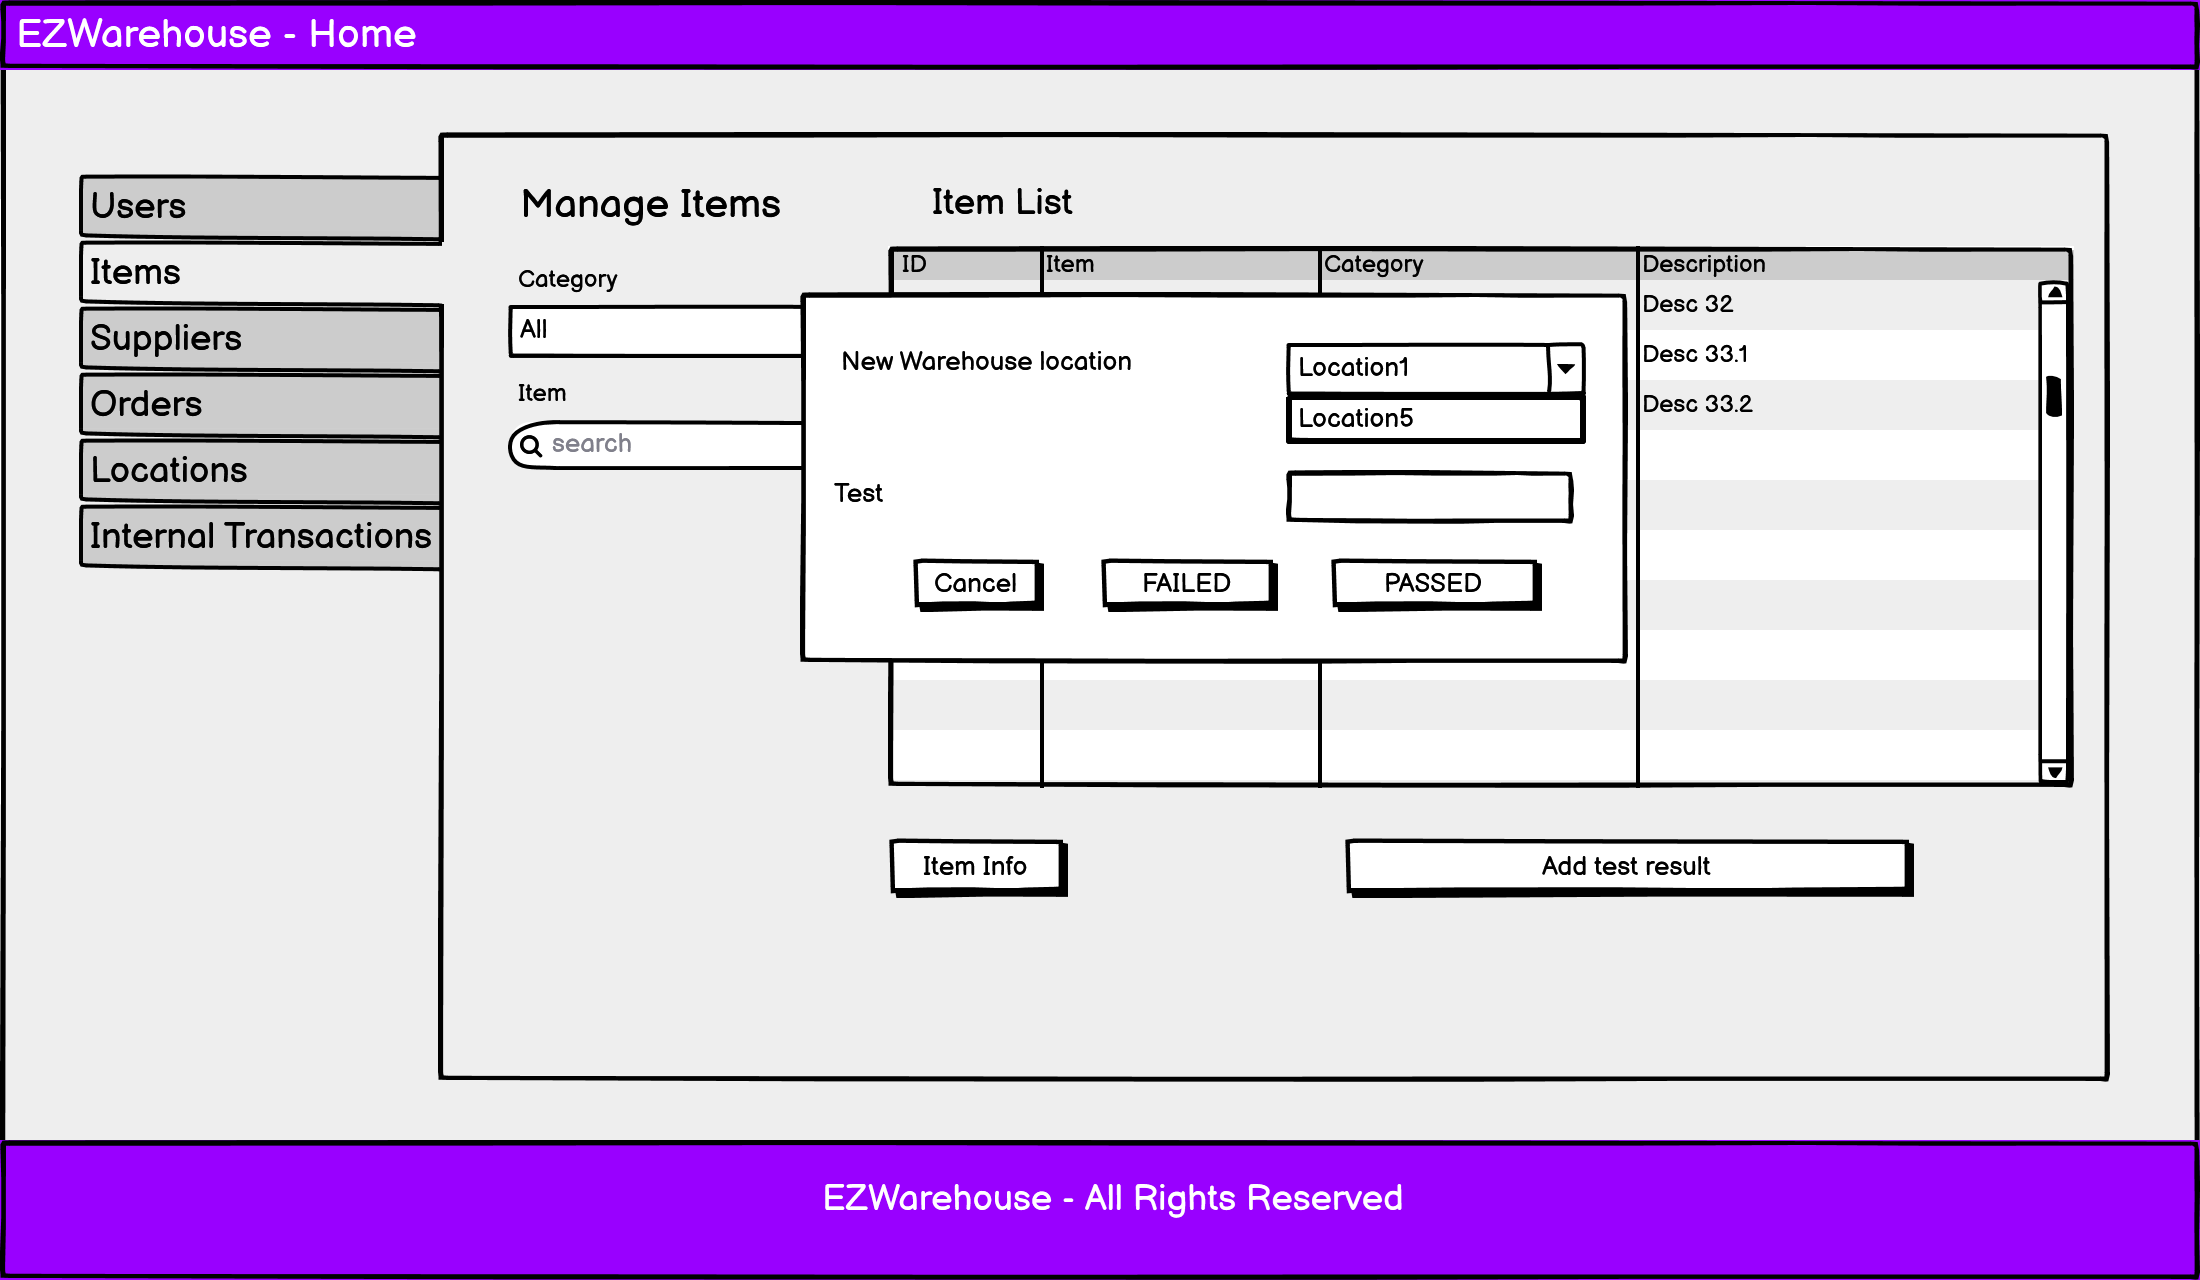 EZWarehouse - Home
Users
Items
Suppliers
Orders
Locations
Internal Transactions
Manage Items
Category
All
Item
search
Item List
ID Item Category Description
Desc 32
Desc 33.1
Desc 33.2
New Warehouse location
Location1
Location5
Test
Cancel FAILED PASSED
Item Info
Add test result
EZWarehouse - All Rights Reserved